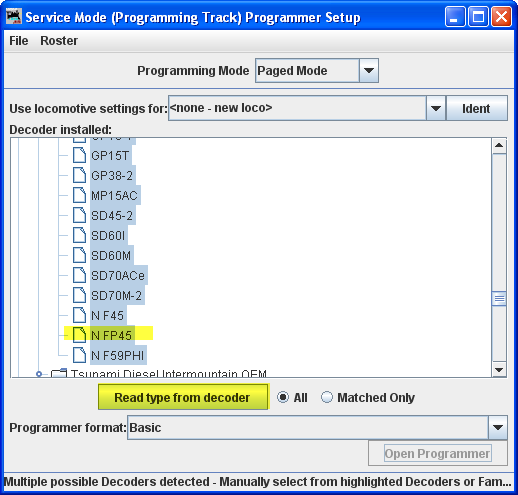 Service Mode (Programming Track) Programmer Setup
File Roster
Programming Mode Paged Mode
Use locomotive settings for: <none - new loco> Ident
Decoder installed:
GP15T
GP38-2
MP15AC
SD45-2
SD60I
SD60M
SD70ACe
SD70M-2
N F45
N FP45
N F59PHI
Tsunami Diesel Intermountain OEM
Read type from decoder All Matched Only
Programmer format: Basic
Open Programmer
Multiple possible Decoders detected - Manually select from highlighted Decoders or Fam...